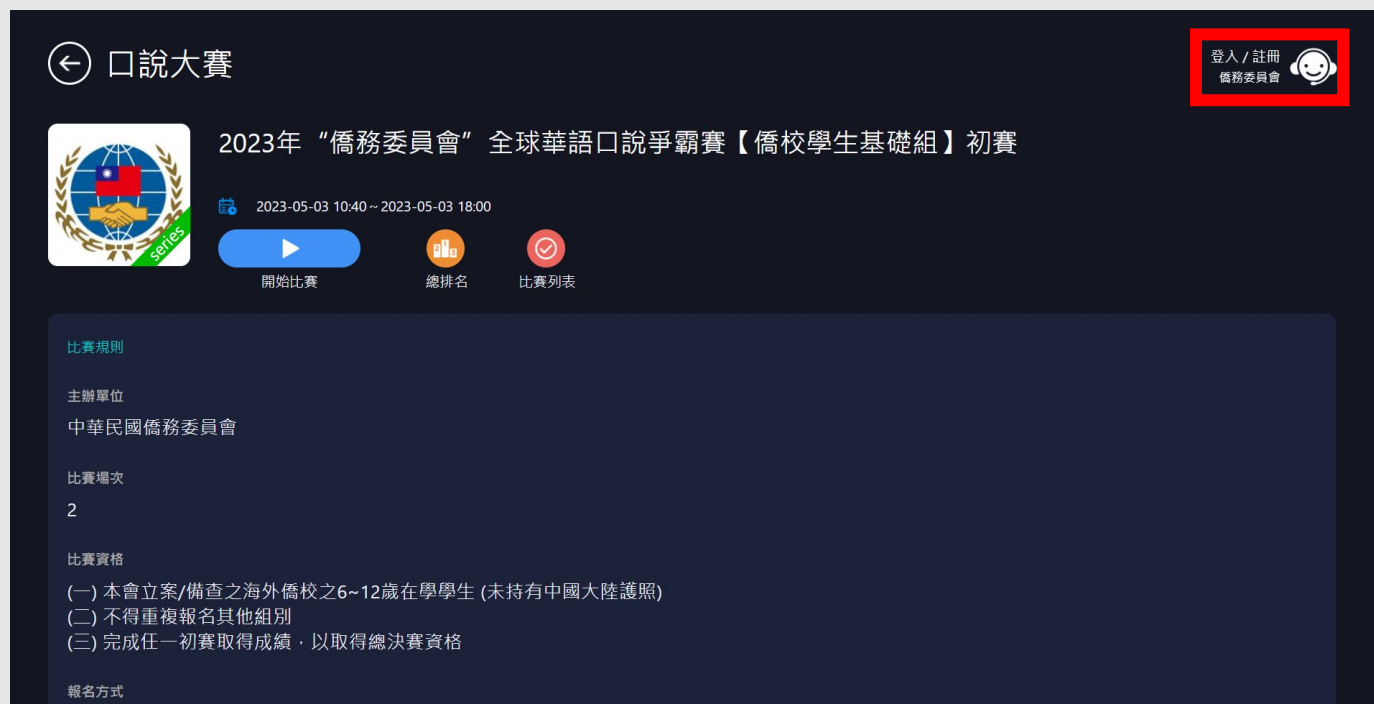 口說大賽
登入 / 註冊
僑務委員會
2023年“僑務委員會”全球華語口說爭霸賽【僑校學生基礎組】初賽
2023-05-03 10:40 ~ 2023-05-03 18:00
series
開始比賽
總排名
比賽列表
比賽規則
主辦單位
中華民國僑務委員會
比賽場次
2
比賽資格
(一) 本會立案/備查之海外僑校之6~12歲在學學生 (未持有中國大陸護照)
(二) 不得重複報名其他組別
(三) 完成任一初賽取得成績，以取得總決賽資格
報名方式